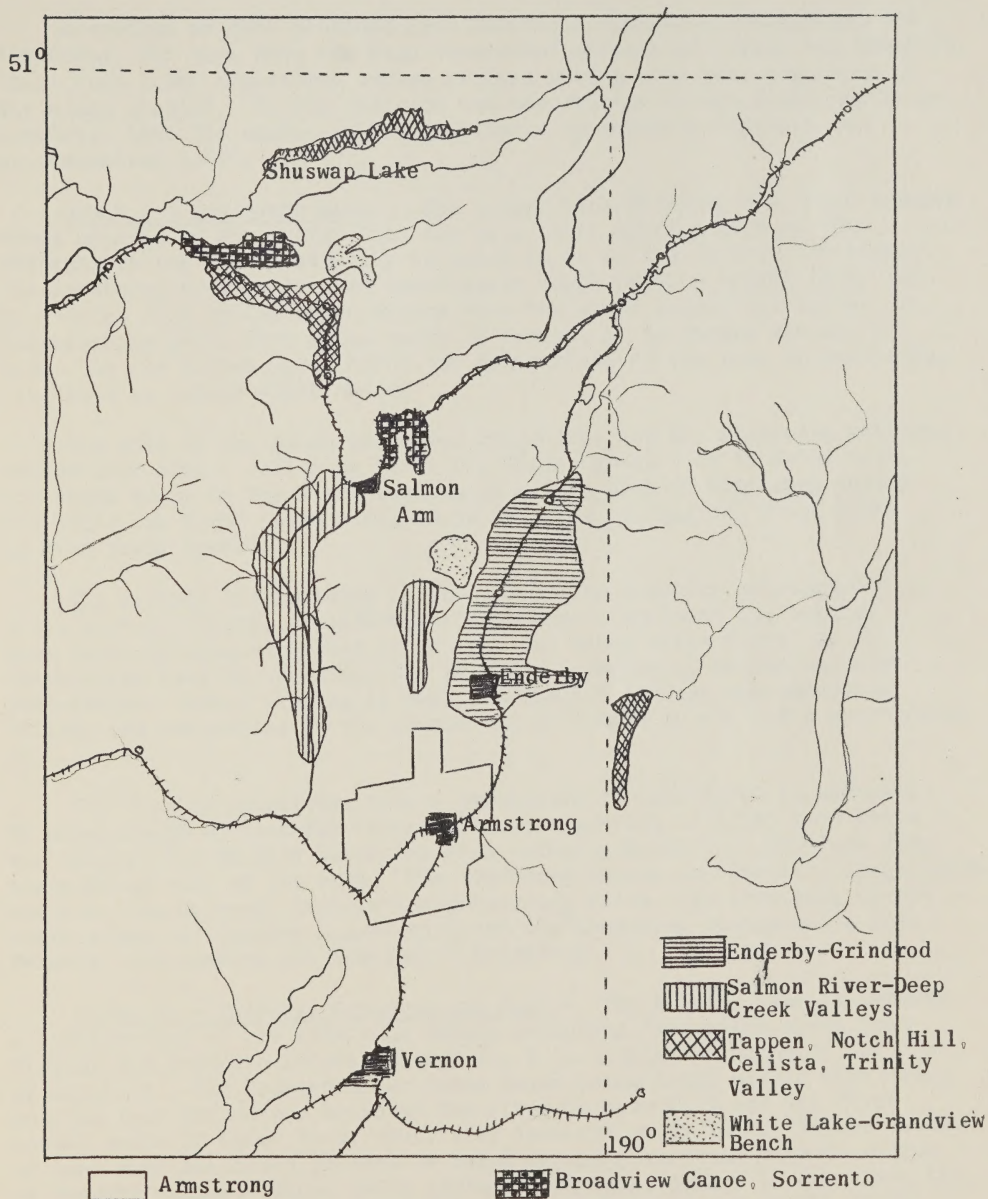 51°
Shuswap Lake
Salmon
Arm
Enderby
Armstrong
Enderby-Grindrod
Salmon River-Deep
Creek Valleys
Tappen, Notch Hill,
Celista, Trinity
Valley
Vernon
White Lake-Grandview
Bench
190°
Armstrong
Broadview Canoe, Sorrento